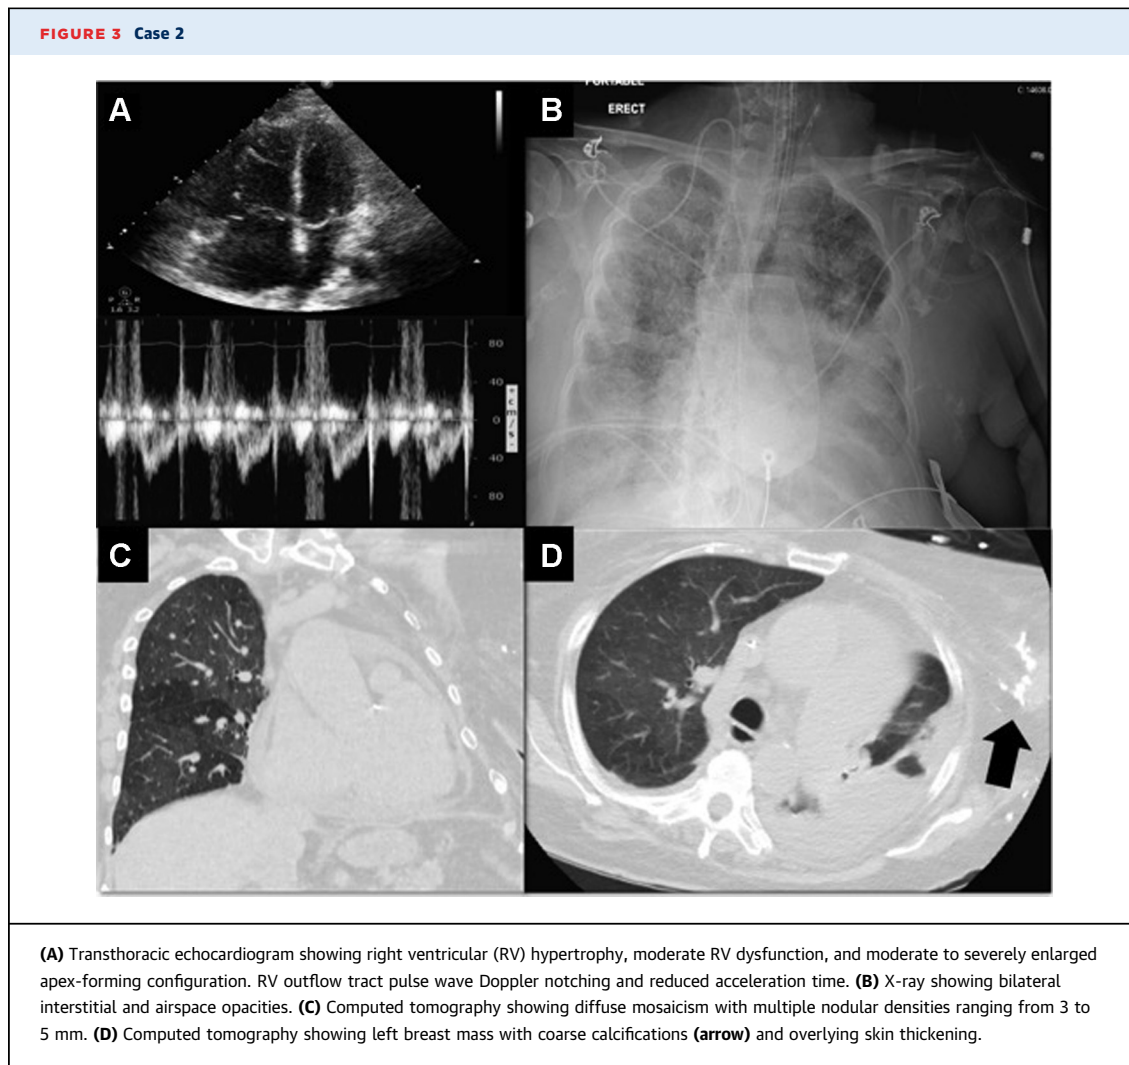 FIGURE 3 Case 2
A
B
PORTABLE
ERECT
80
40
0
40
80
cm/s
C
D
(A) Transthoracic echocardiogram showing right ventricular (RV) hypertrophy, moderate RV dysfunction, and moderate to severely enlarged
apex-forming configuration. RV outflow tract pulse wave Doppler notching and reduced acceleration time. (B) X-ray showing bilateral
interstitial and airspace opacities. (C) Computed tomography showing diffuse mosaicism with multiple nodular densities ranging from 3 to
5 mm. (D) Computed tomography showing left breast mass with coarse calcifications (arrow) and overlying skin thickening.